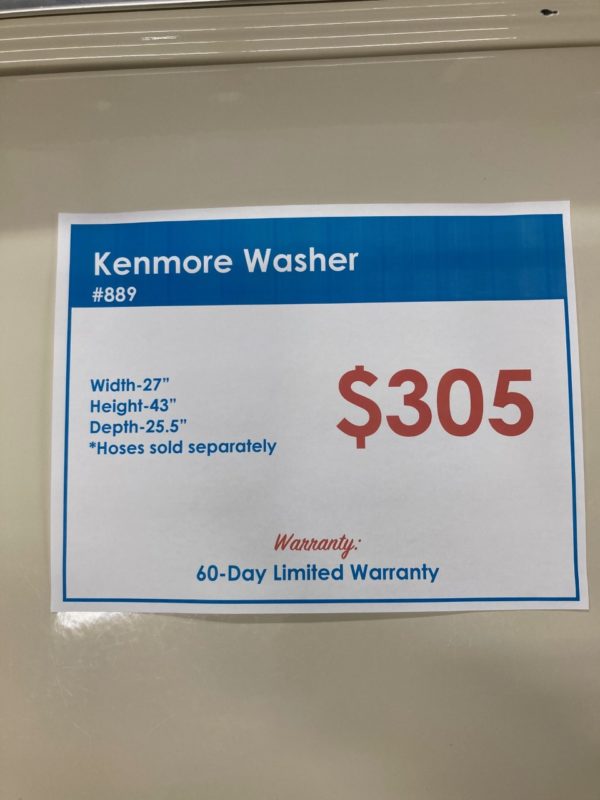 Kenmore Washer
#889
Width-27”
Height-43”
Depth-25.5”
*Hoses sold separately
$305
Warranty:
60-Day Limited Warranty